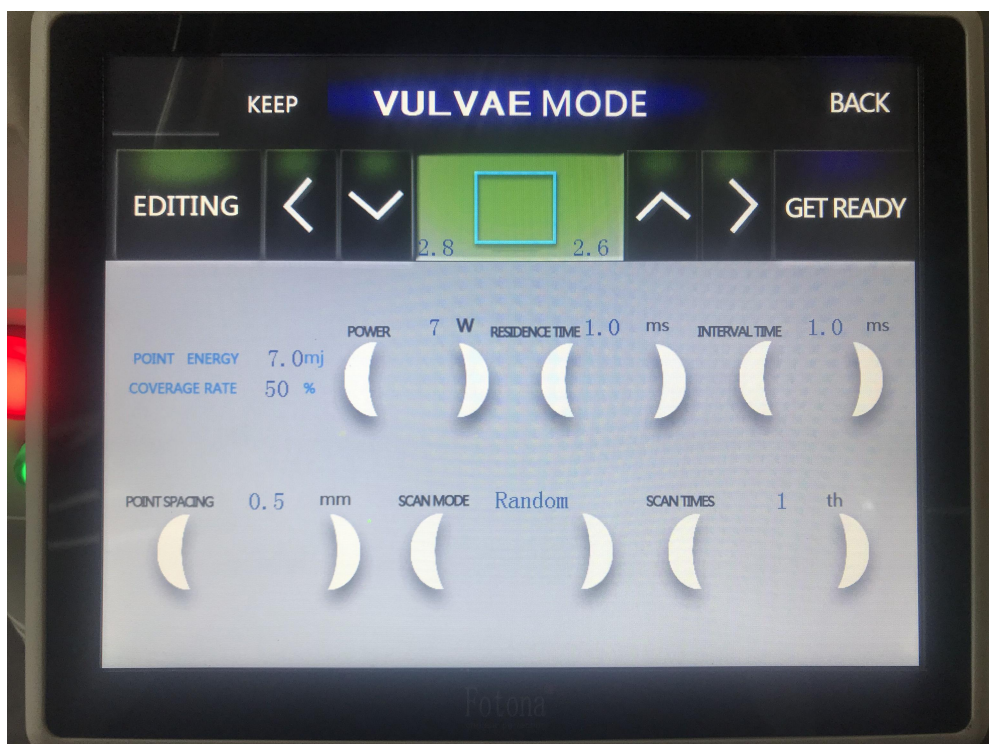 KEEP VULVAE MODE BACK
EDITING GET READY
2.8 2.6
POWER 7 W RESIDENCE TIME 1.0 ms INTERVAL TIME 1.0 ms
POINT ENERGY 7.0mj
COVERAGE RATE 50 %
POINT SPACING 0.5 mm SCAN MODE Random SCAN TIMES 1 th
Fotona